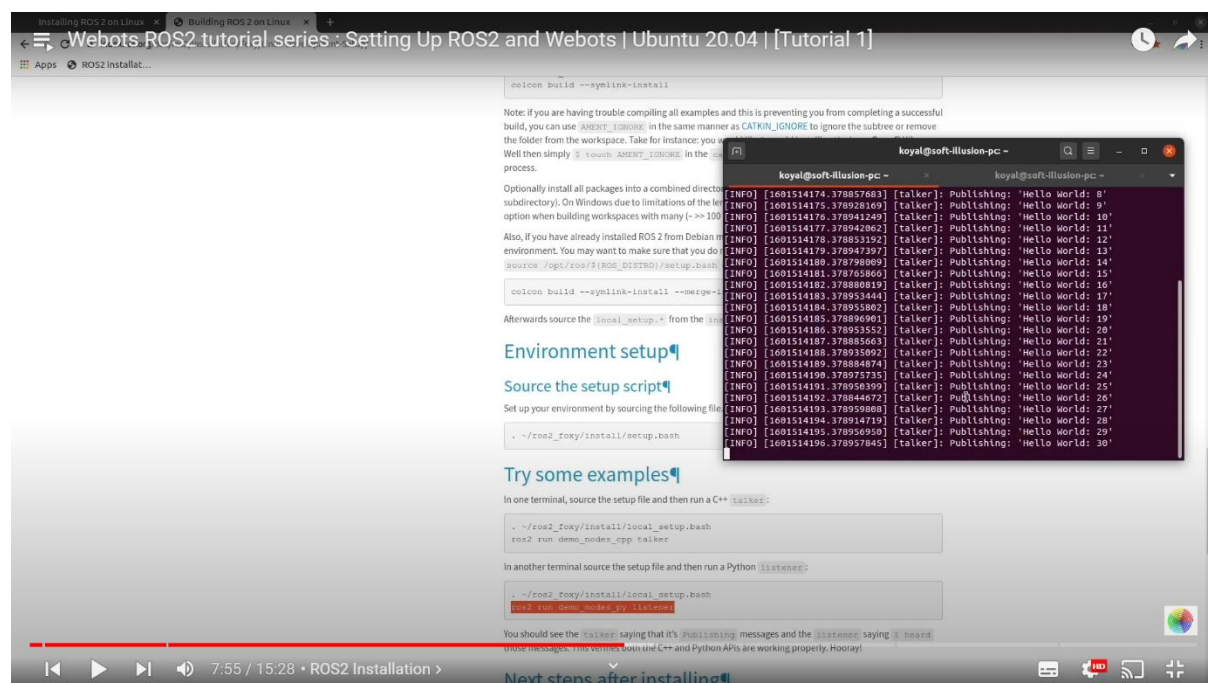 Installing ROS 2 on Linux
Building ROS 2 on Linux
Webots ROS2 tutorial series : Setting Up ROS2 and Webots | Ubuntu 20.04 | [Tutorial 1]
Apps
ROS2 Installat...
colcon build --symlink-install
Note: if you are having trouble compiling all examples and this is preventing you from completing a successful
build, you can use AMENT_IGNORE in the same manner as CATKIN_IGNORE to ignore the subtree or remove
the folder from the workspace. Take for instance: you
Well then simply $ touch AMENT_IGNORE in the
process.
Optionally install all packages into a combined director
subdirectory). On Windows due to limitations of the le
option when building workspaces with many (~ >> 100
Also, if you have already installed ROS 2 from Debian
environment. You may want to make sure that you do
source /opt/ros/${ROS_DISTRO}/setup.bash
colcon build --symlink-install --merge-i
Afterwards source the local_setup.* from the
Environment setup¶
Source the setup script¶
Set up your environment by sourcing the following file.
. ~/ros2_foxy/install/setup.bash
Try some examples¶
In one terminal, source the setup file and then run a C++ talker:
. ~/ros2_foxy/install/local_setup.bash
ros2 run demo_nodes_cpp talker
In another terminal source the setup file and then run a Python listener:
. ~/ros2_foxy/install/local_setup.bash
ros2 run demo_nodes_py listener
You should see the talker saying that it's Publishing messages and the listener saying I heard
those messages. This verifies both the C++ and Python APIs are working properly. Hooray!
Next steps after installing¶
koyal@soft-illusion-pc: ~
koyal@soft-illusion-pc: ~
koyal@soft-illusion-pc: ~
[INFO] [1601514174.378857683] [talker]: Publishing: 'Hello World: 8'
[INFO] [1601514175.378928169] [talker]: Publishing: 'Hello World: 9'
[INFO] [1601514176.378941249] [talker]: Publishing: 'Hello World: 10'
[INFO] [1601514177.378942062] [talker]: Publishing: 'Hello World: 11'
[INFO] [1601514178.378853192] [talker]: Publishing: 'Hello World: 12'
[INFO] [1601514179.378947397] [talker]: Publishing: 'Hello World: 13'
[INFO] [1601514180.378798069] [talker]: Publishing: 'Hello World: 14'
[INFO] [1601514181.378765866] [talker]: Publishing: 'Hello World: 15'
[INFO] [1601514182.378880819] [talker]: Publishing: 'Hello World: 16'
[INFO] [1601514183.378953444] [talker]: Publishing: 'Hello World: 17'
[INFO] [1601514184.378955802] [talker]: Publishing: 'Hello World: 18'
[INFO] [1601514185.378896901] [talker]: Publishing: 'Hello World: 19'
[INFO] [1601514186.378953552] [talker]: Publishing: 'Hello World: 20'
[INFO] [1601514187.378885663] [talker]: Publishing: 'Hello World: 21'
[INFO] [1601514188.378935092] [talker]: Publishing: 'Hello World: 22'
[INFO] [1601514189.378884874] [talker]: Publishing: 'Hello World: 23'
[INFO] [1601514190.378975735] [talker]: Publishing: 'Hello World: 24'
[INFO] [1601514191.378950399] [talker]: Publishing: 'Hello World: 25'
[INFO] [1601514192.378844672] [talker]: Publishing: 'Hello World: 26'
[INFO] [1601514193.378959808] [talker]: Publishing: 'Hello World: 27'
[INFO] [1601514194.378914719] [talker]: Publishing: 'Hello World: 28'
[INFO] [1601514195.378956950] [talker]: Publishing: 'Hello World: 29'
[INFO] [1601514196.378957845] [talker]: Publishing: 'Hello World: 30'
7:55 / 15:28 • ROS2 Installation >
HD